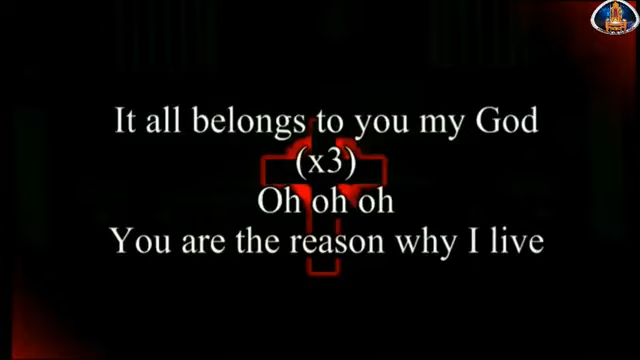 It all belongs to you my God
(x3)
Oh oh oh
You are the reason why I live